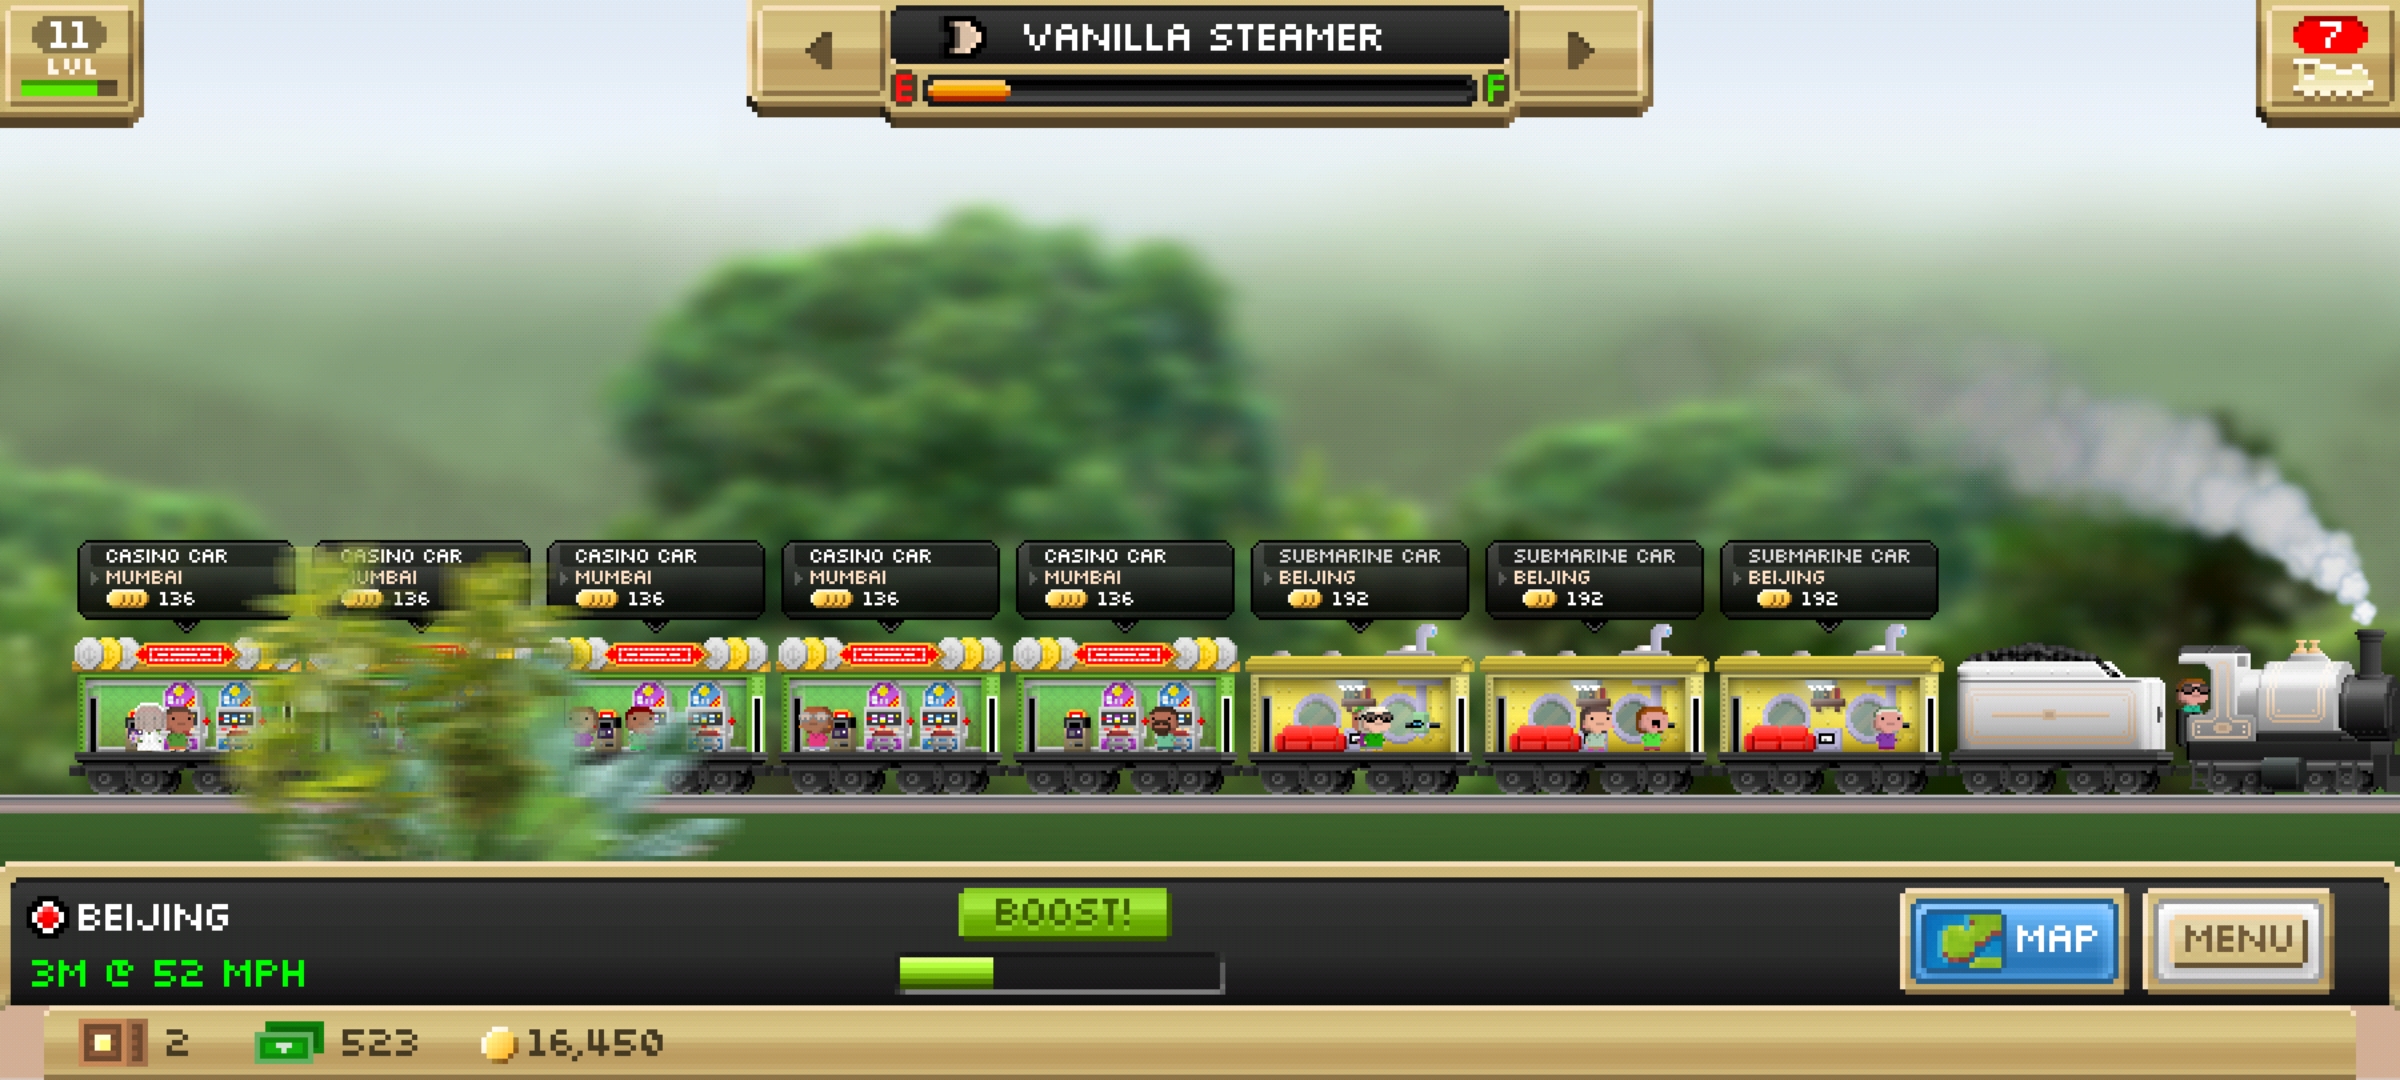 11
LVL
VANILLA STEAMER
E F
7
CASINO CAR
MUMBAI
136
CASINO CAR
MUMBAI
136
CASINO CAR
MUMBAI
136
CASINO CAR
MUMBAI
136
CASINO CAR
MUMBAI
136
SUBMARINE CAR
BEIJING
192
SUBMARINE CAR
BEIJING
192
SUBMARINE CAR
BEIJING
192
BEIJING
3M @ 52 MPH
BOOST!
MAP
MENU
2
523
16,450